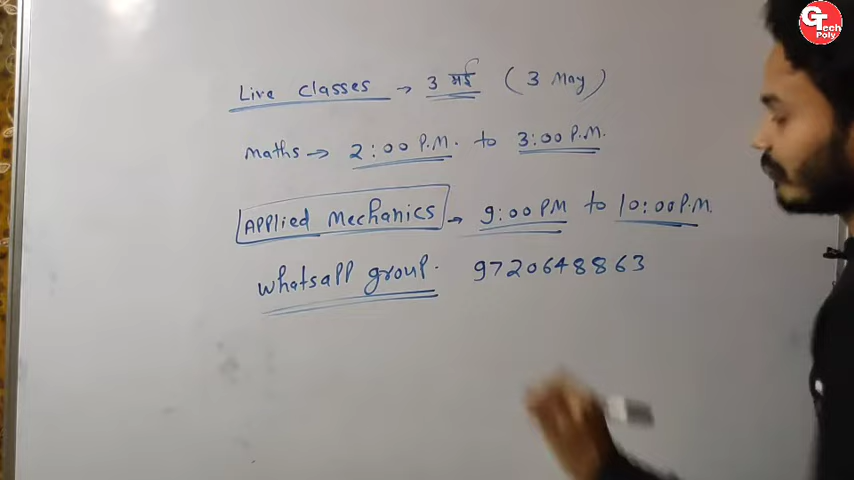 GTech Poly
Live classes → 3 मई (3 May)
maths → 2:00 P.M. to 3:00 P.M.
APPlied Mechanics → 9:00 PM to 10:00 P.M.
whatsapp group. 9720648863